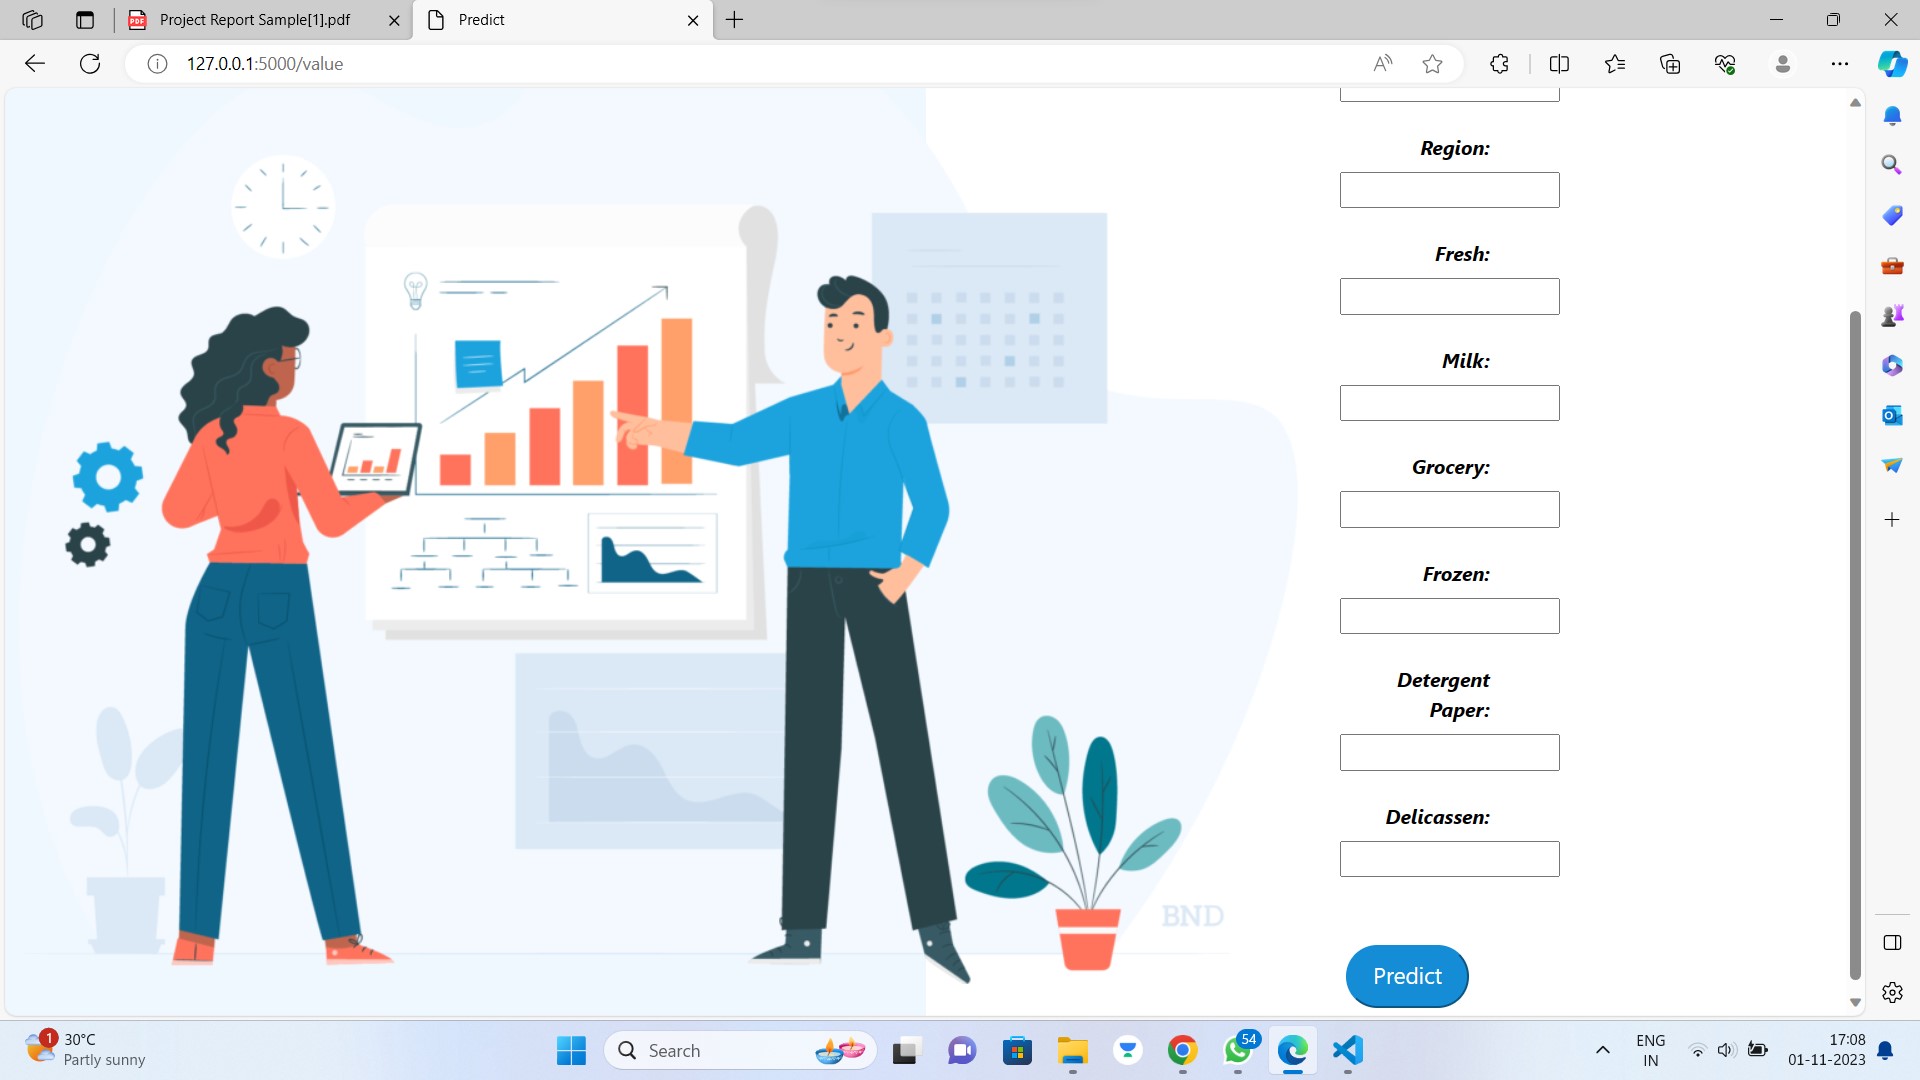 Project Report Sample[1].pdf
Predict
127.0.0.1:5000/value
Region:
Fresh:
Milk:
Grocery:
Frozen:
Detergent
Paper:
Delicassen:
BND
Predict
1
30°C
Partly sunny
Search
54
ENG
IN
17:08
01-11-2023